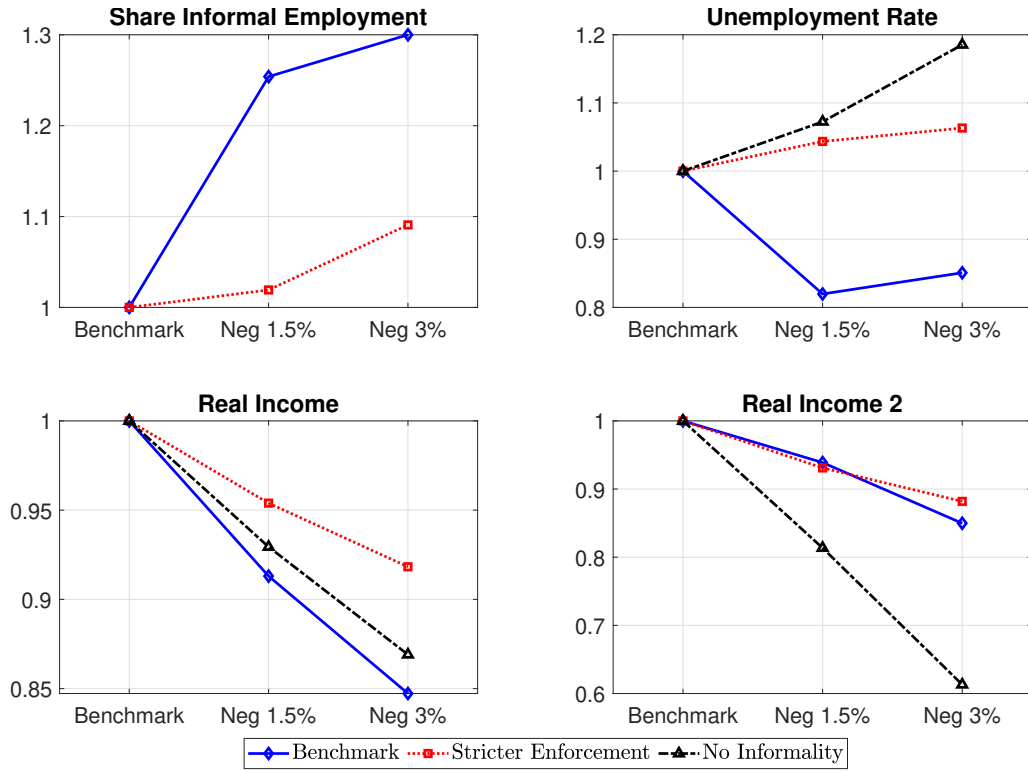 Share Informal Employment
1.3
1.2
1.1
1
Benchmark Neg 1.5% Neg 3%
Unemployment Rate
1.2
1.1
1
0.9
0.8
Benchmark Neg 1.5% Neg 3%
Real Income
1
0.95
0.9
0.85
Benchmark Neg 1.5% Neg 3%
Real Income 2
1
0.9
0.8
0.7
0.6
Benchmark Neg 1.5% Neg 3%
Benchmark Stricter Enforcement No Informality